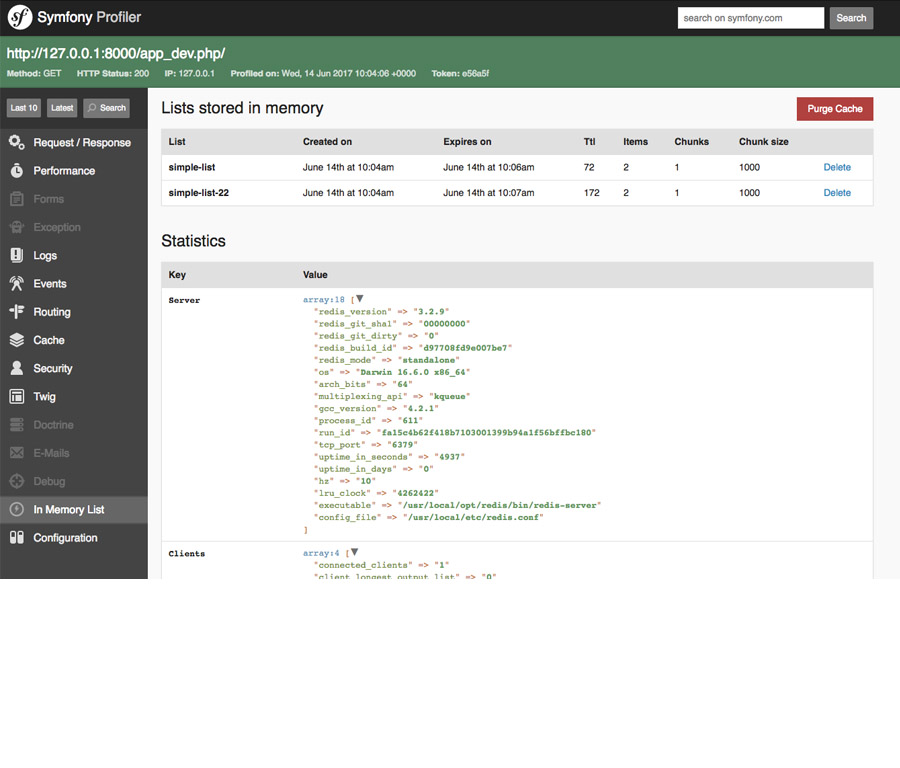 Symfony Profiler
search on symfony.com
Search
http://127.0.0.1:8000/app_dev.php/
Method: GET HTTP Status: 200 IP: 127.0.0.1 Profiled on: Wed, 14 Jun 2017 10:04:06 +0000 Token: e56a5f
Last 10 Latest Search
Request / Response
Performance
Forms
Exception
Logs
Events
Routing
Cache
Security
Twig
Doctrine
E-Mails
Debug
In Memory List
Configuration
Lists stored in memory
Purge Cache
List Created on Expires on Ttl Items Chunks Chunk size
simple-list June 14th at 10:04am June 14th at 10:06am 72 2 1 1000 Delete
simple-list-22 June 14th at 10:04am June 14th at 10:07am 172 2 1 1000 Delete
Statistics
Key Value
Server array:18 [▼
"redis_version" => "3.2.9"
"redis_git_sha1" => "00000000"
"redis_git_dirty" => "0"
"redis_build_id" => "d97708fd9e007be7"
"redis_mode" => "standalone"
"os" => "Darwin 16.6.0 x86_64"
"arch_bits" => "64"
"multiplexing_api" => "kqueue"
"gcc_version" => "4.2.1"
"process_id" => "611"
"run_id" => "fa15c4b62f418b7103001399b94a1f56bffbc180"
"tcp_port" => "6379"
"uptime_in_seconds" => "4937"
"uptime_in_days" => "0"
"hz" => "10"
"lru_clock" => "4262422"
"executable" => "/usr/local/opt/redis/bin/redis-server"
"config_file" => "/usr/local/etc/redis.conf"
]
Clients array:4 [▼
"connected_clients" => "1"
"client_longest_output_list" => "0"